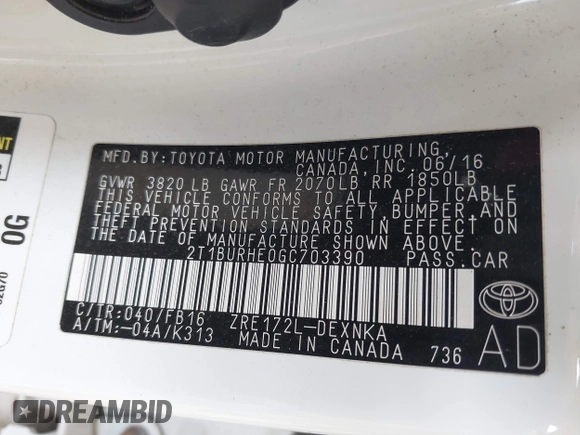 MFD.BY:TOYOTA MOTOR MANUFACTURING
CANADA, INC. 06/16
GVWR 3820 LB GAWR FR 2070LB RR 1850LB
THIS VEHICLE CONFORMS TO ALL APPLICABLE
FEDERAL MOTOR VEHICLE SAFETY, BUMPER, AND
THEFT PREVENTION STANDARDS IN EFFECT ON
THE DATE OF MANUFACTURE SHOWN ABOVE.
2T1BURHE0GC703390 PASS.CAR
C/TR:040/FB16 ZRE172L-DEXNKA
A/TM:-04A/K313 MADE IN CANADA 736
AD
OG
DREAMBID